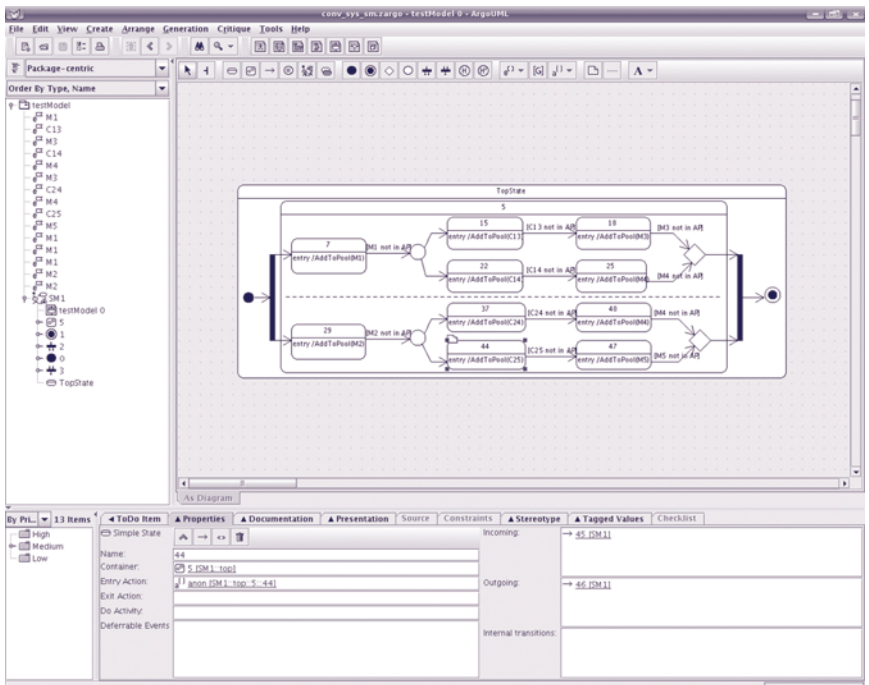 conv_sys_sm.zargo - testModel 0 - ArgoUML
File Edit View Create Arrange Generation Critique Tools Help
Package-centric
Order By Type, Name
testModel
M1
C13
M3
C14
M4
M3
C24
M4
C25
M5
M1
M1
M1
M2
M2
SM1
testModel 0
5
1
2
0
3
TopState
TopState
5
7
entry /AddToPool(M1)
[M1 not in AP]
15
entry /AddToPool(C13)
[C13 not in AP]
18
entry /AddToPool(M3)
[M3 not in AP]
22
entry /AddToPool(C14)
[C14 not in AP]
25
entry /AddToPool(M4)
[M4 not in AP]
29
entry /AddToPool(M2)
[M2 not in AP]
37
entry /AddToPool(C24)
[C24 not in AP]
40
entry /AddToPool(M4)
[M4 not in AP]
44
entry /AddToPool(C25)
[C25 not in AP]
47
entry /AddToPool(M5)
[M5 not in AP]
As Diagram
By Pri... 13 Items
High
Medium
Low
ToDo Item Properties Documentation Presentation Source Constraints Stereotype Tagged Values Checklist
Simple State
Name: 44
Container: 5 [SM1::top]
Entry Action: anon [SM1::top::5::44]
Exit Action:
Do Activity:
Deferrable Events
Incoming: 45 [SM1]
Outgoing: 46 [SM1]
Internal transitions: